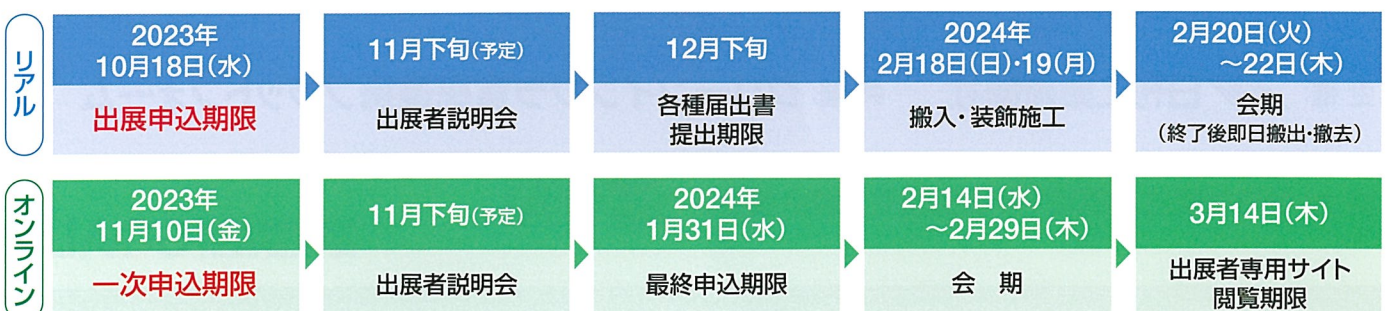 リアル
2023年
10月18日(水)
出展申込期限
11月下旬(予定)
出展者説明会
12月下旬
各種届出書
提出期限
2024年
2月18日(日)・19(月)
搬入・装飾施工
2月20日(火)
～22日(木)
会期
(終了後即日搬出・撤去)
オンライン
2023年
11月10日(金)
一次申込期限
11月下旬(予定)
出展者説明会
2024年
1月31日(水)
最終申込期限
2月14日(水)
～2月29日(木)
会　期
3月14日(木)
出展者専用サイト
閲覧期限